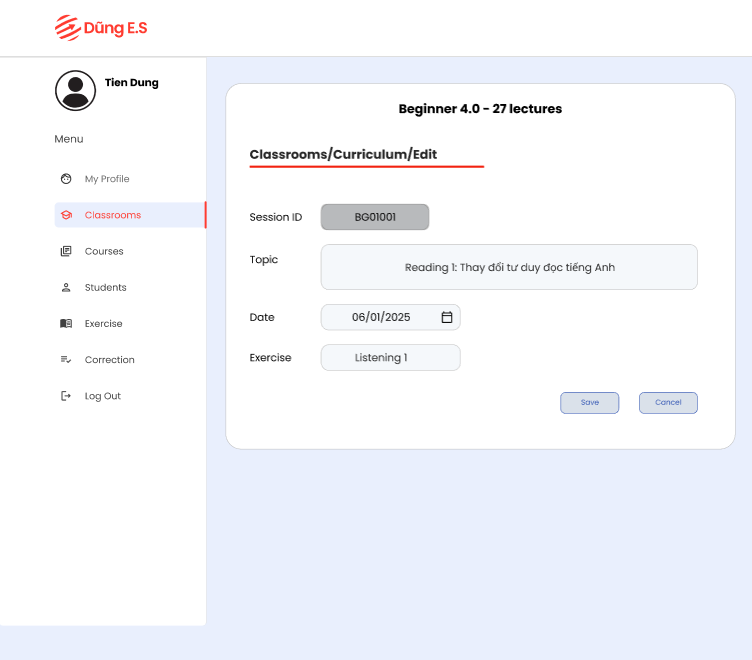 Dũng E.S
Tien Dung
Menu
My Profile
Classrooms
Courses
Students
Exercise
Correction
Log Out
Beginner 4.0 - 27 lectures
Classrooms/Curriculum/Edit
Session ID
BG01001
Topic
Reading 1: Thay đổi tư duy đọc tiếng Anh
Date
06/01/2025
Exercise
Listening 1
Save
Cancel